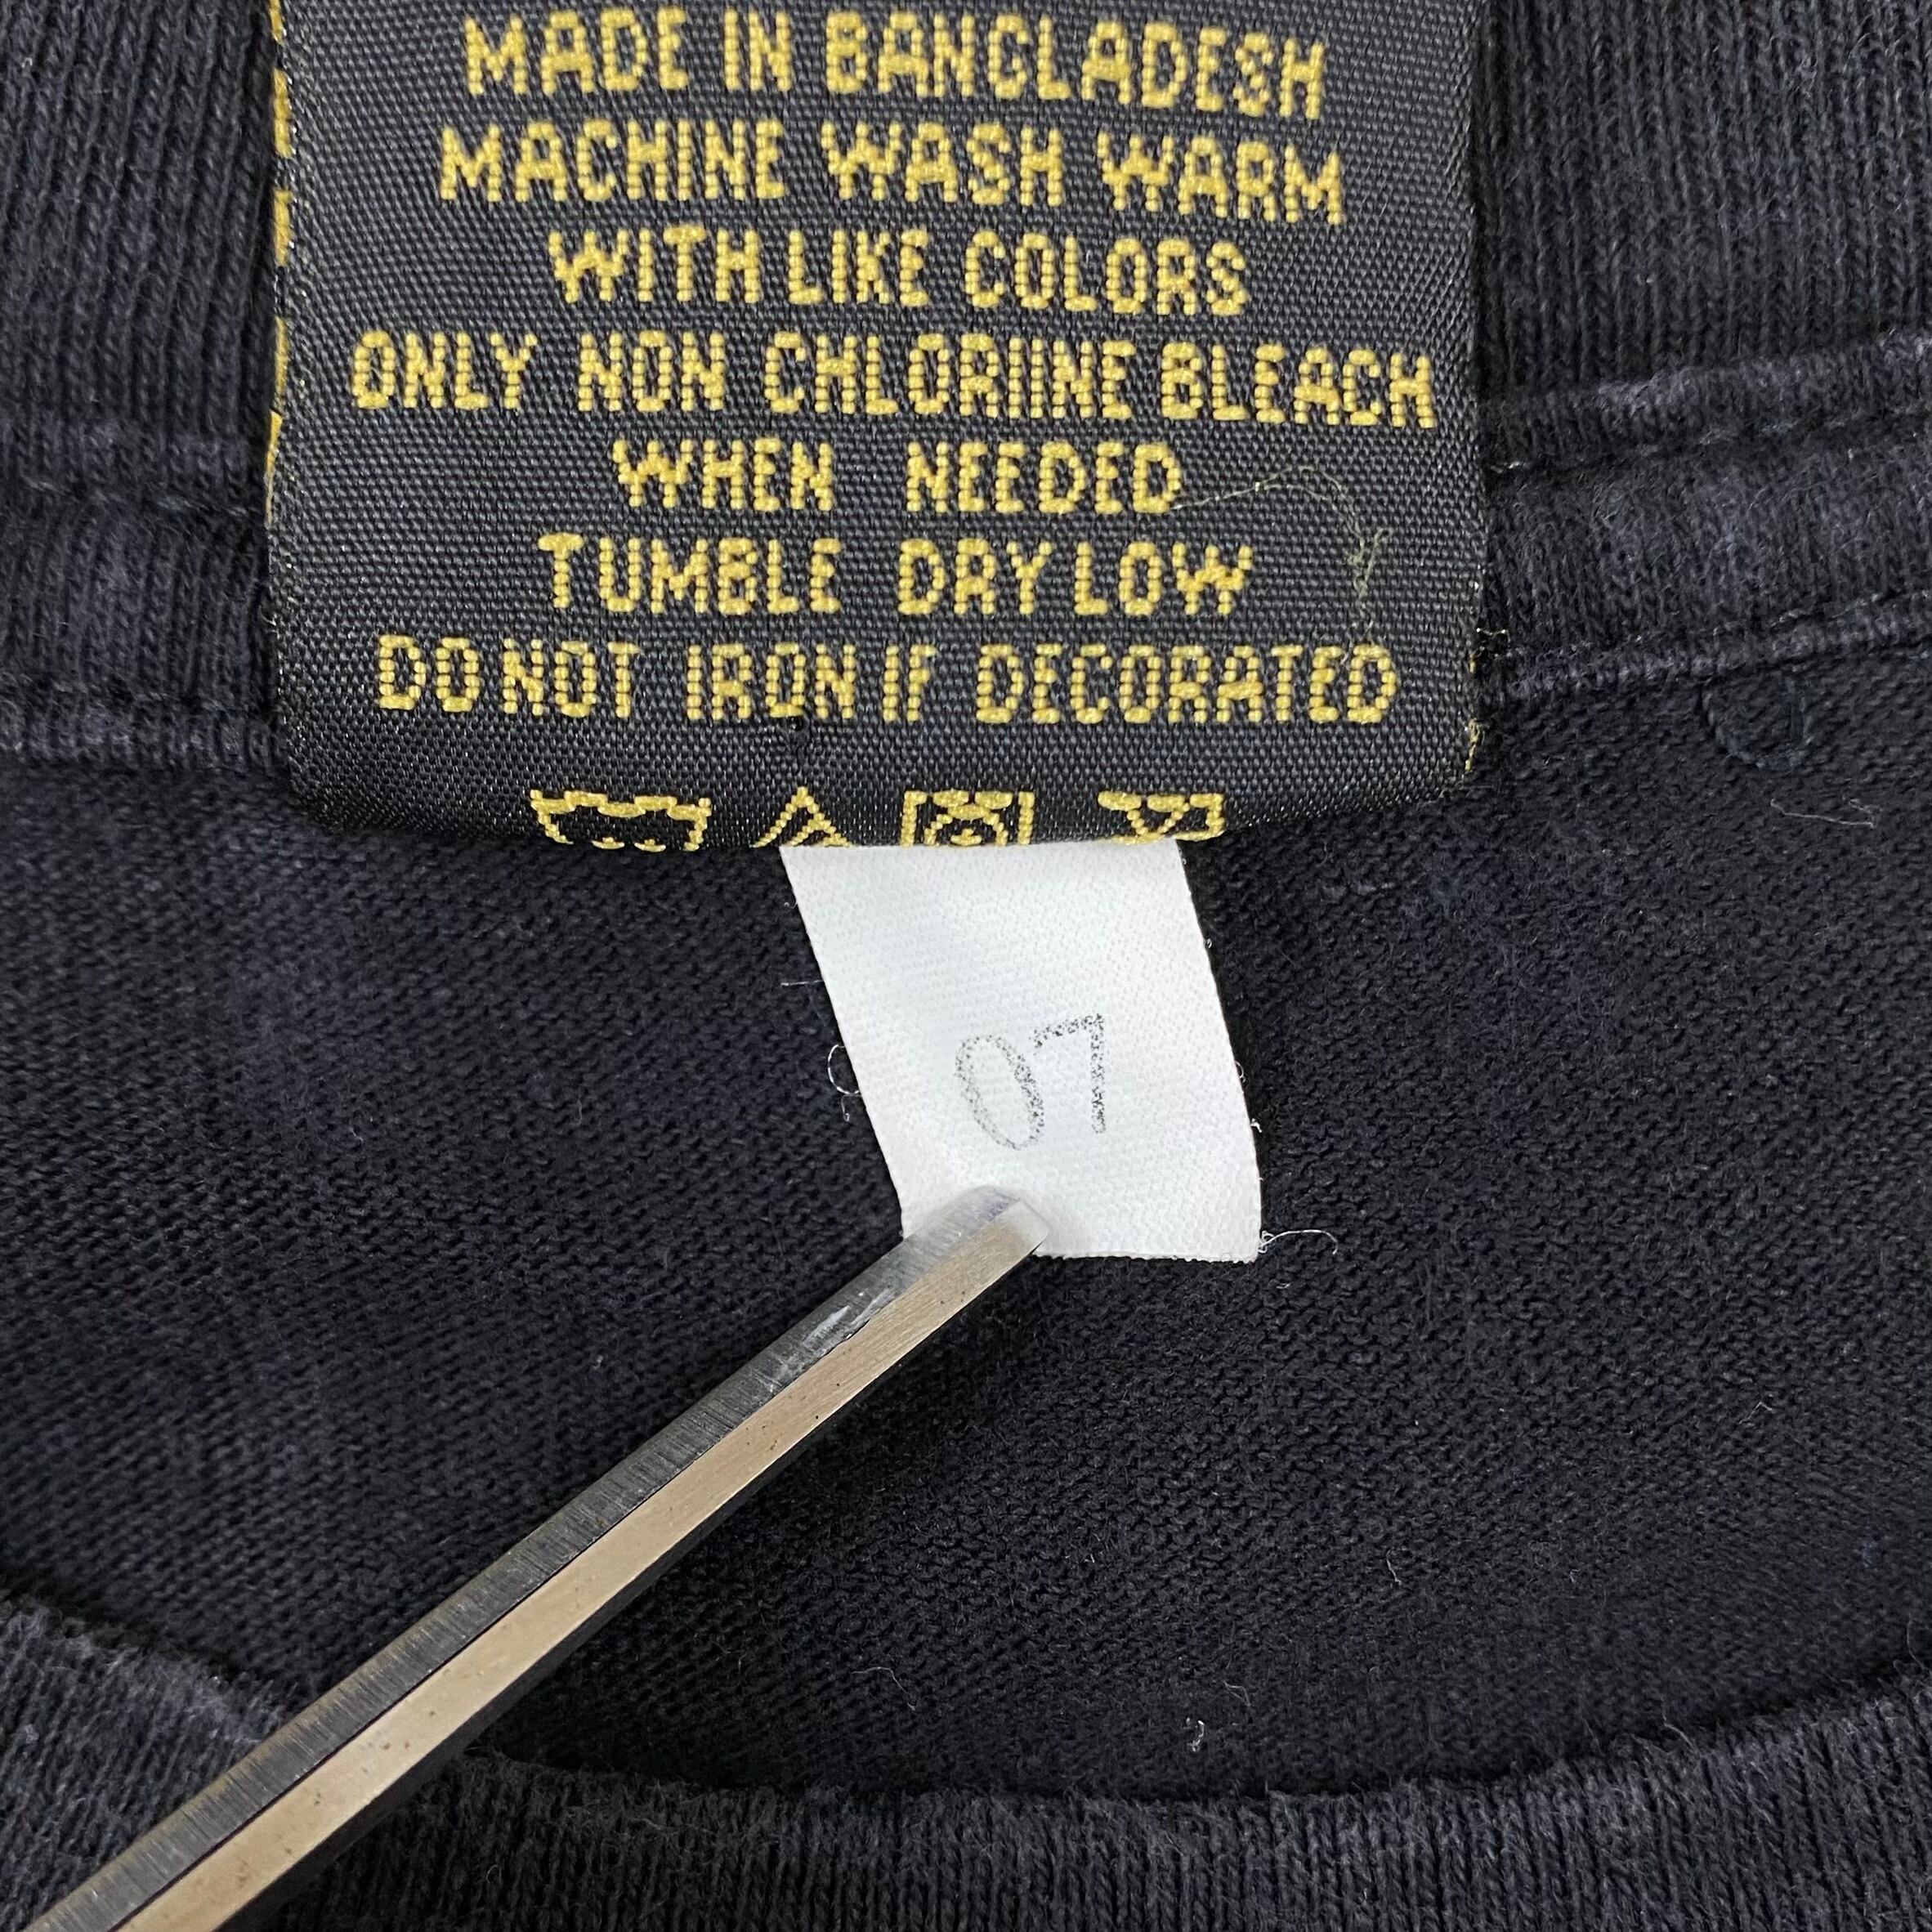 MADE IN BANGLADESH
MACHINE WASH WARM
WITH LIKE COLORS
ONLY NON CHLORIINE BLEACH
WHEN NEEDED
TUMBLE DRY LOW
DO NOT IRON IF DECORATED
07